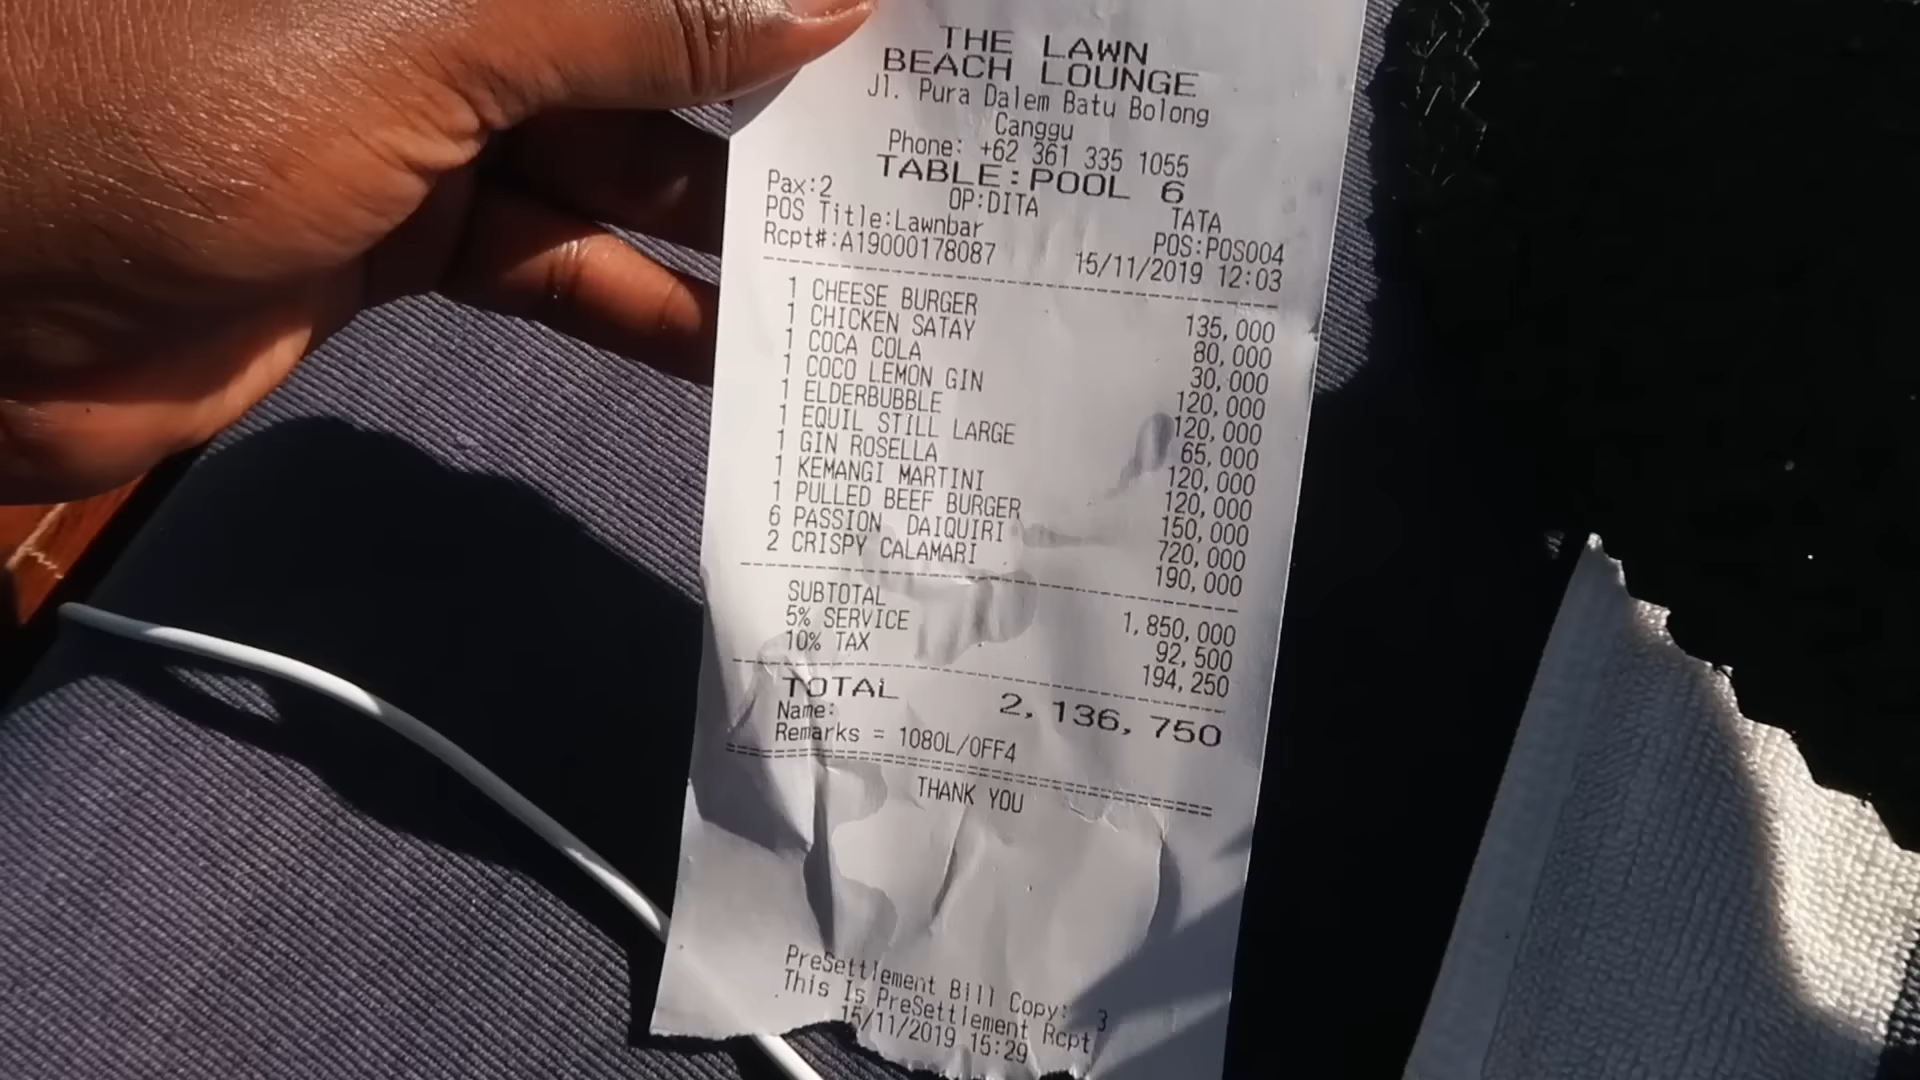 THE LAWN
BEACH LOUNGE
Jl. Pura Dalem Batu Bolong
Canggu
Phone: +62 361 335 1055
TABLE:POOL 6
Pax:2 OP:DITA TATA
POS Title:Lawnbar POS:POS004
Rcpt#:A19000178087 15/11/2019 12:03
1 CHEESE BURGER 135,000
1 CHICKEN SATAY 80,000
1 COCA COLA 30,000
1 COCO LEMON GIN 120,000
1 ELDERBUBBLE 120,000
1 EQUIL STILL LARGE 65,000
1 GIN ROSELLA 120,000
1 KEMANGI MARTINI 120,000
1 PULLED BEEF BURGER 150,000
6 PASSION DAIQUIRI 720,000
2 CRISPY CALAMARI 190,000
SUBTOTAL 1,850,000
5% SERVICE 92,500
10% TAX 194,250
TOTAL 2,136,750
Name:
Remarks = 1080L/OFF4
THANK YOU
PreSettlement Bill Copy: 3
This Is PreSettlement Rcpt
15/11/2019 15:29